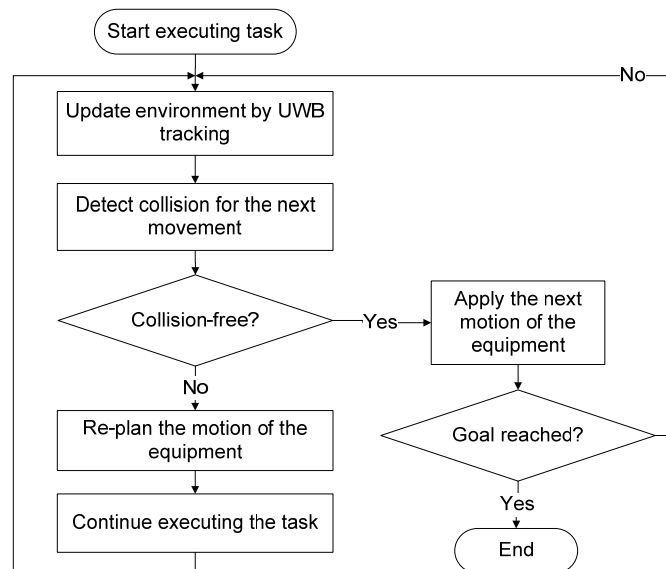 Start executing task
No
Update environment by UWB
tracking
Detect collision for the next
movement
Collision-free?
Yes
Apply the next
motion of the
equipment
No
Re-plan the motion of the
equipment
Goal reached?
Yes
Continue executing the task
End